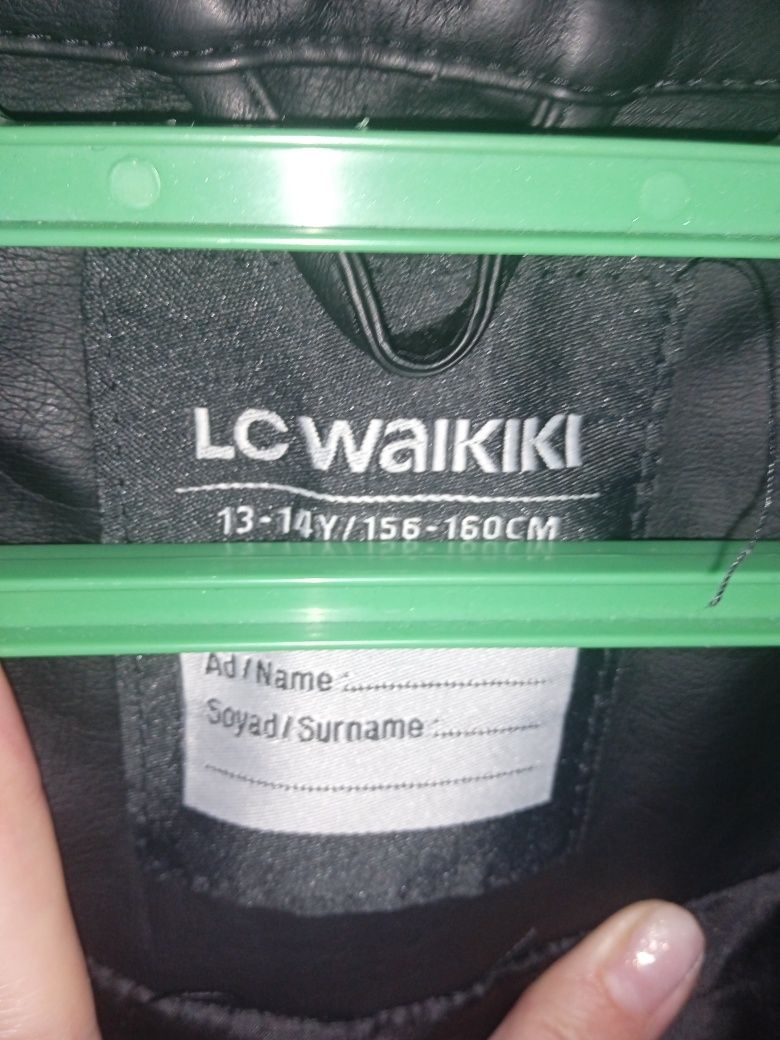 LC WAIKIKI
13-14Y/156-160CM
Ad/Name :
Soyad/Surname :